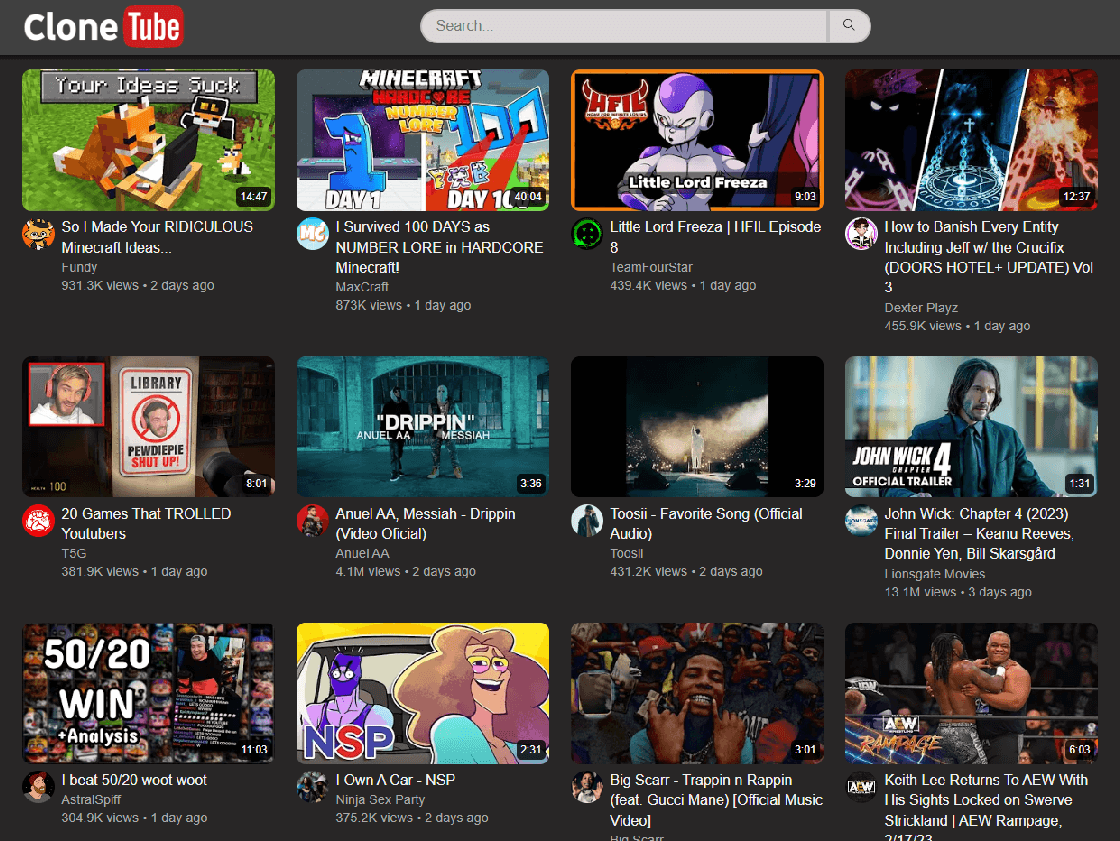 Clone Tube
Search...
Your Ideas Suck
14:47
So I Made Your RIDICULOUS
Minecraft Ideas...
Fundy
931.3K views • 2 days ago
MINECRAFT
HARDCORE
NUMBER
LORE
100
1
DAY 1
DAY 10
40:04
MC
I Survived 100 DAYS as
NUMBER LORE in HARDCORE
Minecraft!
MaxCraft
873K views • 1 day ago
HFIL
Little Lord Freeza
9:03
Little Lord Freeza | HFIL Episode
8
TeamFourStar
439.4K views • 1 day ago
12:37
How to Banish Every Entity
Including Jeff w/ the Crucifix
(DOORS HOTEL+ UPDATE) Vol
3
Dexter Playz
455.9K views • 1 day ago
LIBRARY
PEWDIEPIE
SHUT UP!
HEALTH 100
8:01
20 Games That TROLLED
Youtubers
T5G
381.9K views • 1 day ago
"DRIPPIN"
ANUEL AA MESSIAH
3:36
Anuel AA, Messiah - Drippin
(Video Oficial)
Anuel AA
4.1M views • 2 days ago
3:29
Toosii - Favorite Song (Official
Audio)
Toosii
431.2K views • 2 days ago
JOHN WICK
CHAPTER 4
OFFICIAL TRAILER
1:31
John Wick: Chapter 4 (2023)
Final Trailer – Keanu Reeves,
Donnie Yen, Bill Skarsgård
Lionsgate Movies
13.1M views • 3 days ago
50/20
WIN
+Analysis
11:03
I beat 50/20 woot woot
AstralSpiff
304.9K views • 1 day ago
NSP
2:31
I Own A Car - NSP
Ninja Sex Party
375.2K views • 2 days ago
3:01
Big Scarr - Trappin n Rappin
(feat. Gucci Mane) [Official Music
Video]
Big Scarr
AEW
RAMPAGE
6:03
AEW
Keith Lee Returns To AEW With
His Sights Locked on Swerve
Strickland | AEW Rampage,
2/17/23